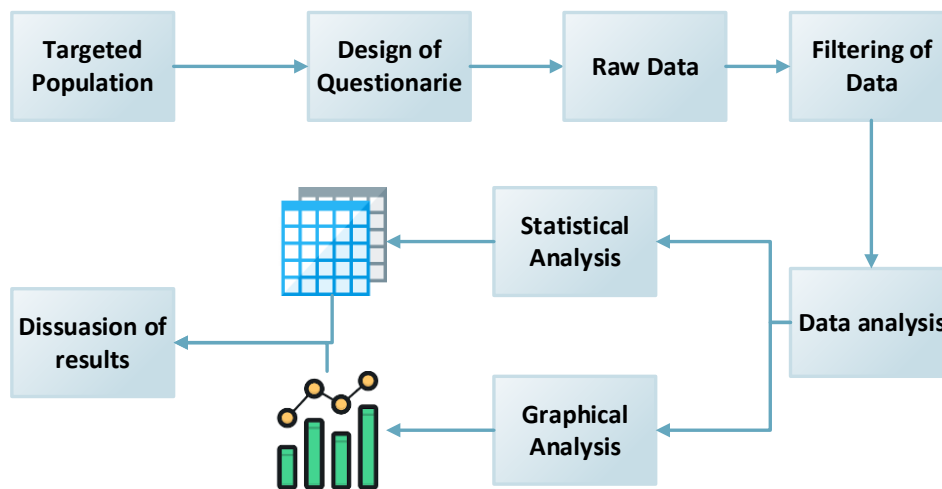 Targeted
Population
Design of
Questionarie
Raw Data
Filtering of
Data
Statistical
Analysis
Data analysis
Dissuasion of
results
Graphical
Analysis